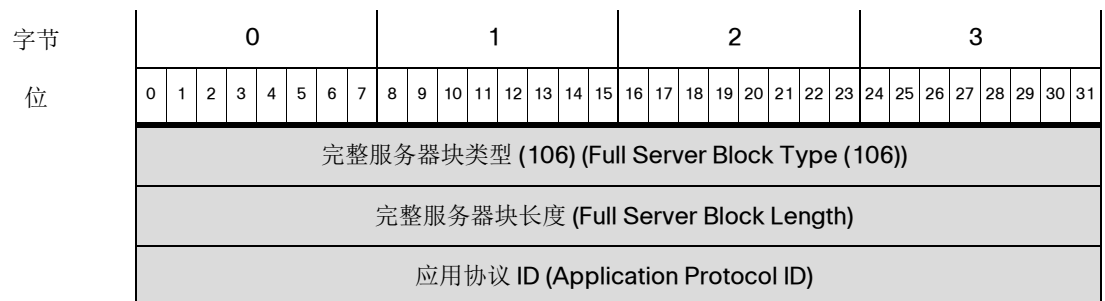 字节 0 1 2 3
位 0 1 2 3 4 5 6 7 8 9 10 11 12 13 14 15 16 17 18 19 20 21 22 23 24 25 26 27 28 29 30 31
完整服务器块类型 (106) (Full Server Block Type (106))
完整服务器块长度 (Full Server Block Length)
应用协议 ID (Application Protocol ID)